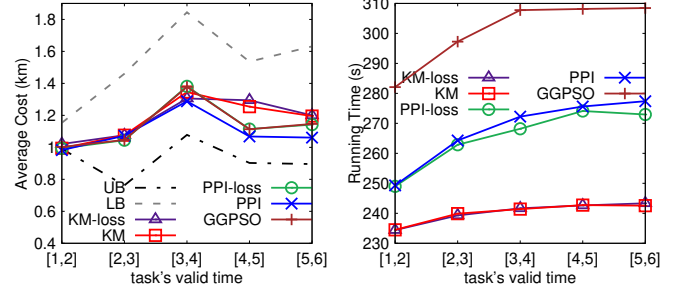 Average Cost (km)
1.8
1.6
1.4
1.2
1
0.8
0.6
0.4
[1,2] [2,3] [3,4] [4,5] [5,6]
task's valid time
UB
LB
KM-loss
KM
PPI-loss
PPI
GGPSO
Running Time (s)
310
300
290
280
270
260
250
240
230
[1,2] [2,3] [3,4] [4,5] [5,6]
task's valid time
KM-loss
KM
PPI-loss
PPI
GGPSO